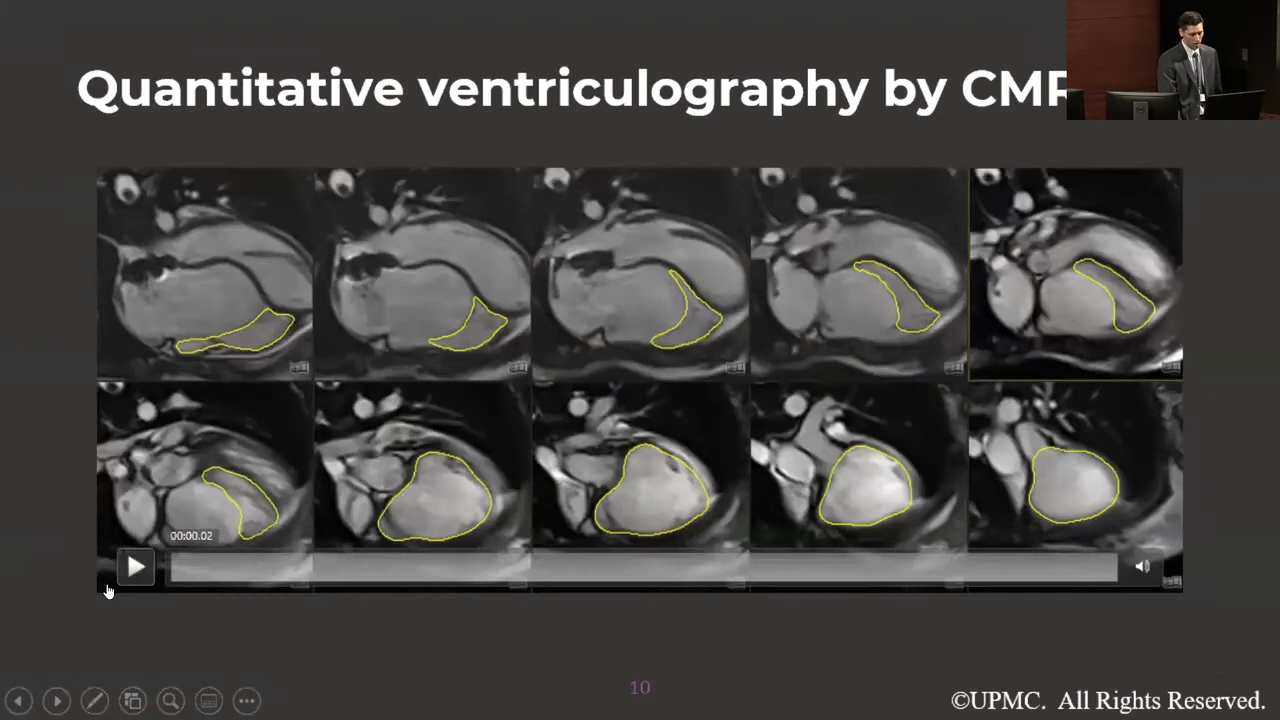 Quantitative ventriculography by CMR
00:00.02
10
©UPMC. All Rights Reserved.